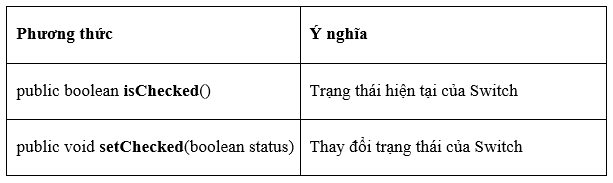 Phương thức Ý nghĩa
public boolean isChecked() Trạng thái hiện tại của Switch
public void setChecked(boolean status) Thay đổi trạng thái của Switch